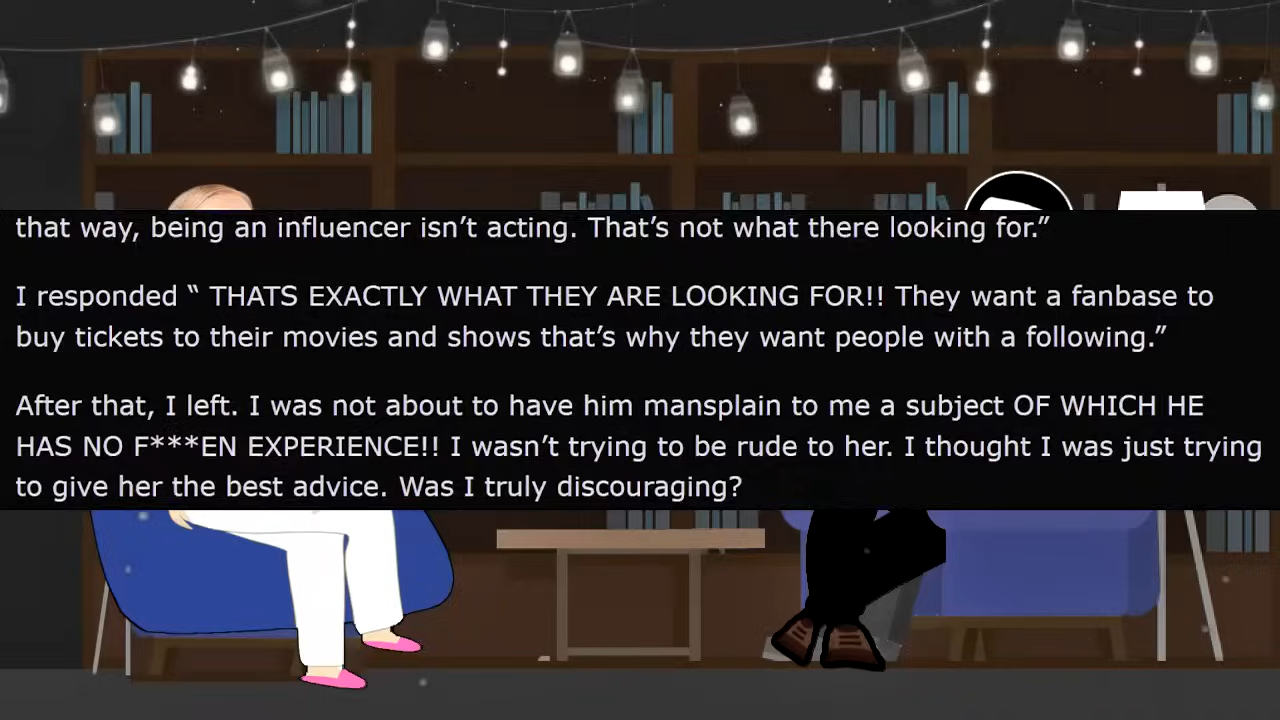 that way, being an influencer isn’t acting. That’s not what there looking for.”
I responded “ THATS EXACTLY WHAT THEY ARE LOOKING FOR!! They want a fanbase to
buy tickets to their movies and shows that’s why they want people with a following.”
After that, I left. I was not about to have him mansplain to me a subject OF WHICH HE
HAS NO F***EN EXPERIENCE!! I wasn’t trying to be rude to her. I thought I was just trying
to give her the best advice. Was I truly discouraging?